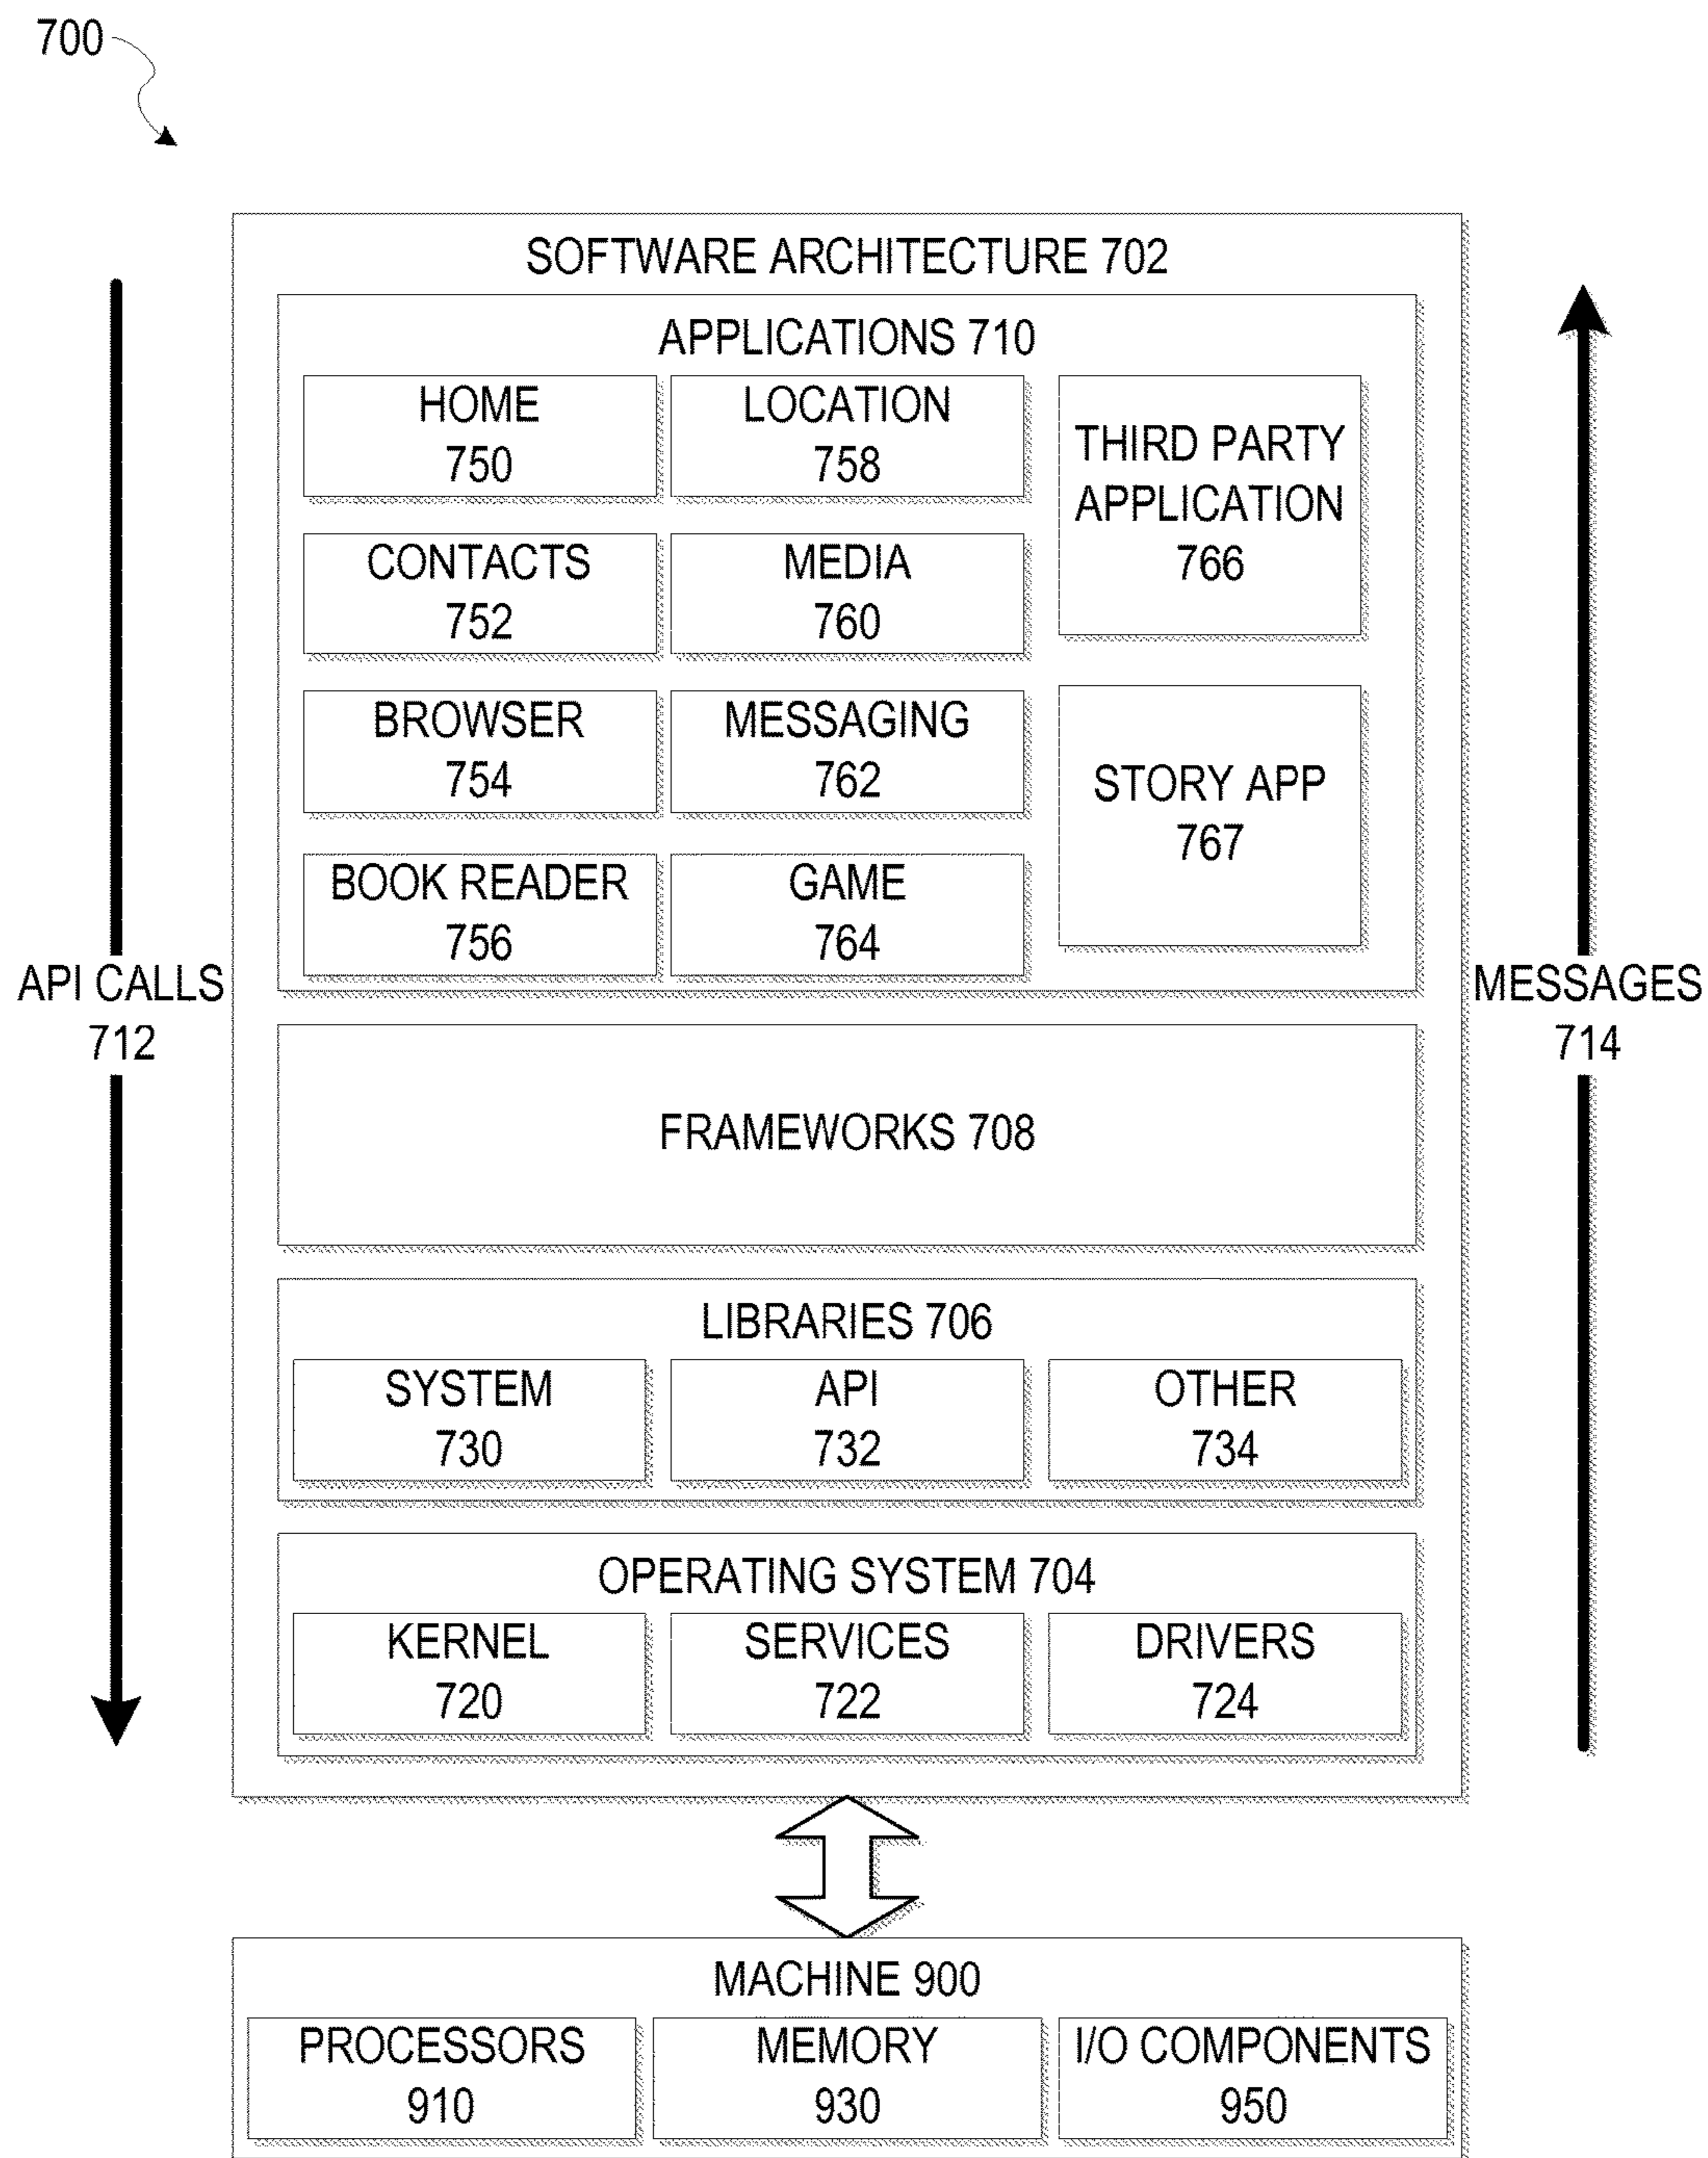 700
SOFTWARE ARCHITECTURE 702
APPLICATIONS 710
HOME
750
LOCATION
758
THIRD PARTY
APPLICATION
766
CONTACTS
752
MEDIA
760
BROWSER
754
MESSAGING
762
STORY APP
767
BOOK READER
756
GAME
764
API CALLS
712
MESSAGES
714
FRAMEWORKS 708
LIBRARIES 706
SYSTEM
730
API
732
OTHER
734
OPERATING SYSTEM 704
KERNEL
720
SERVICES
722
DRIVERS
724
MACHINE 900
PROCESSORS
910
MEMORY
930
I/O COMPONENTS
950